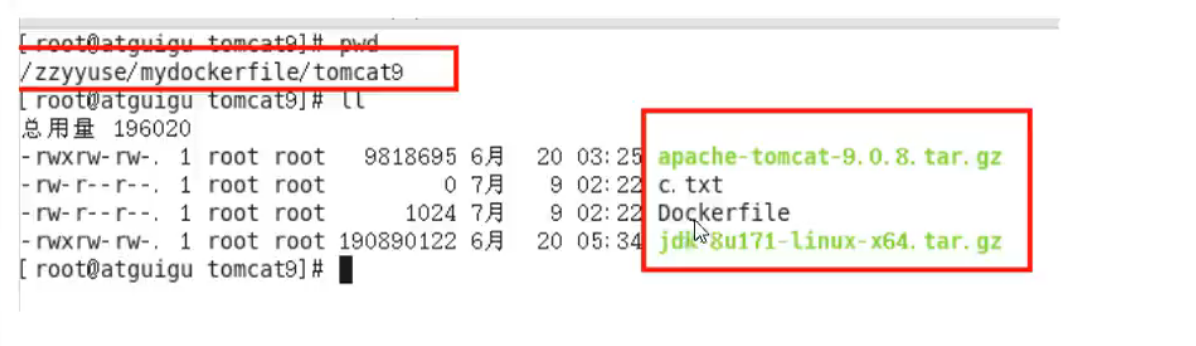 [root@atguigu tomcat9]# pwd
/zzyyuse/mydockerfile/tomcat9
[root@atguigu tomcat9]# ll
总用量 196020
-rwxrw-rw-. 1 root root 9818695 6月 20 03:25 apache-tomcat-9.0.8.tar.gz
-rw-r--r--. 1 root root 0 7月 9 02:22 c.txt
-rw-r--r--. 1 root root 1024 7月 9 02:22 Dockerfile
-rwxrw-rw-. 1 root root 190890122 6月 20 05:34 jdk-8u171-linux-x64.tar.gz
[root@atguigu tomcat9]#